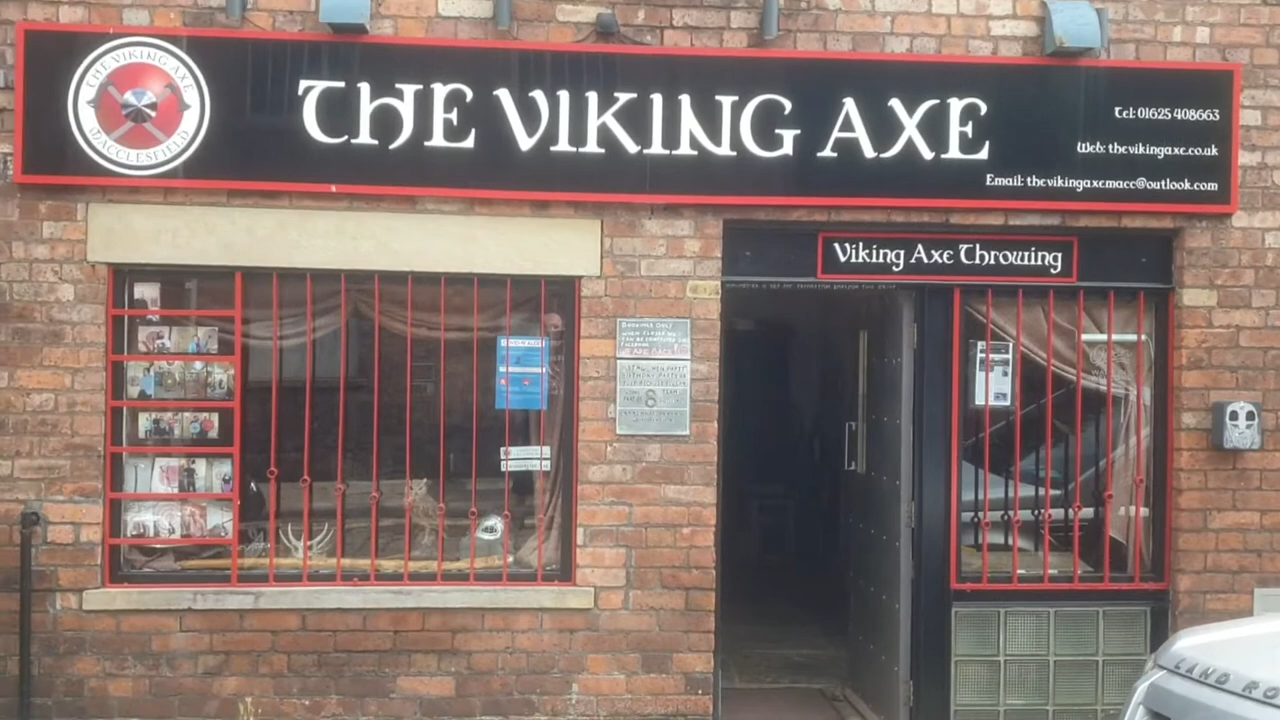 THE VIKING AXE
MACCLESFIELD
THE VIKING AXE
Tel: 01625 408663
Web: thevikingaxe.co.uk
Email: thevikingaxemacc@outlook.com
Viking Axe Throwing
BOOKINGS ONLY
8
LAND RO